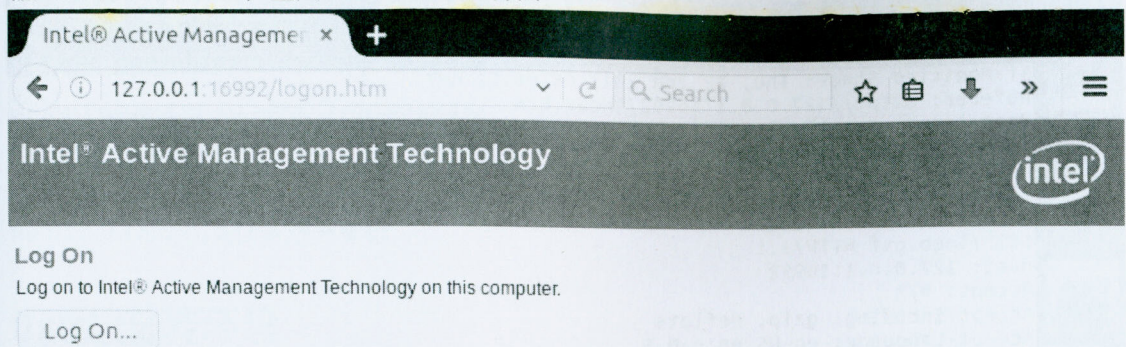 Intel® Active Managemer × +
127.0.0.1:16992/logon.htm
Search
Intel® Active Management Technology
intel
Log On
Log on to Intel® Active Management Technology on this computer.
Log On...